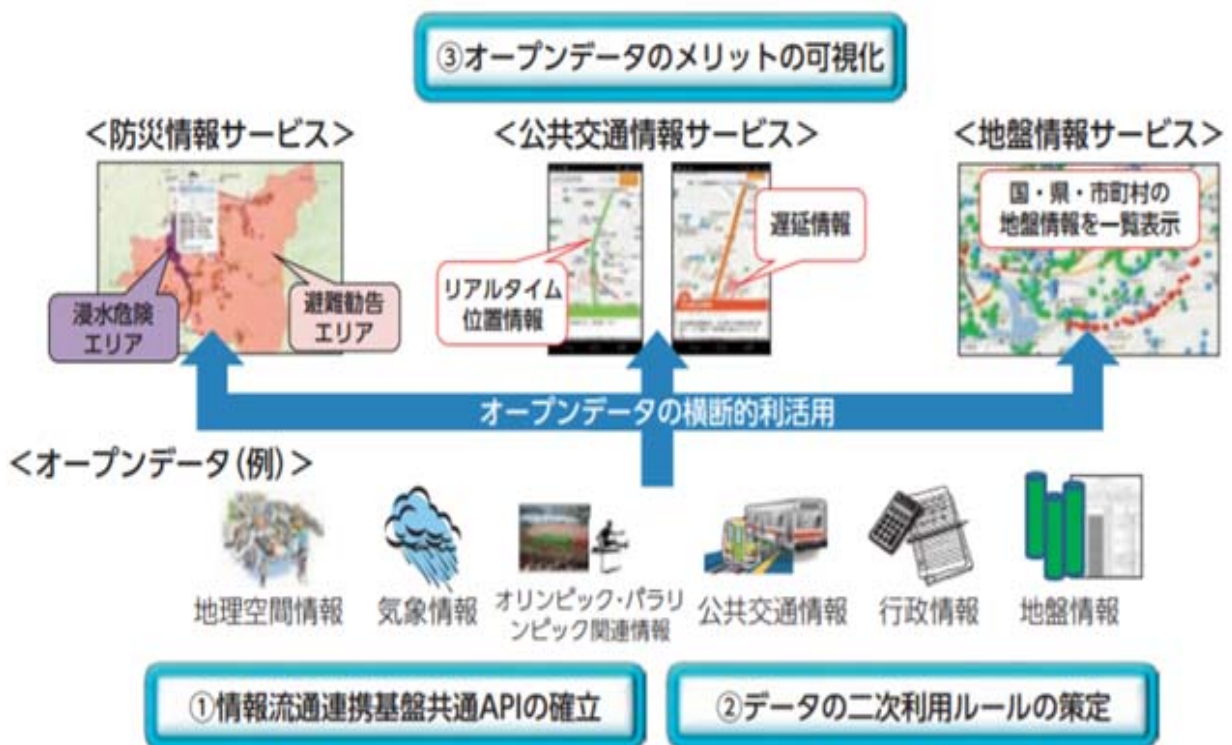 ③オープンデータのメリットの可視化
＜防災情報サービス＞
＜公共交通情報サービス＞
＜地盤情報サービス＞
浸水危険
エリア
避難勧告
エリア
リアルタイム
位置情報
遅延情報
国・県・市町村の
地盤情報を一覧表示
オープンデータの横断的利活用
＜オープンデータ（例）＞
地理空間情報
気象情報
オリンピック・パラリ
ンピック関連情報
公共交通情報
行政情報
地盤情報
①情報流通連携基盤共通APIの確立
②データの二次利用ルールの策定